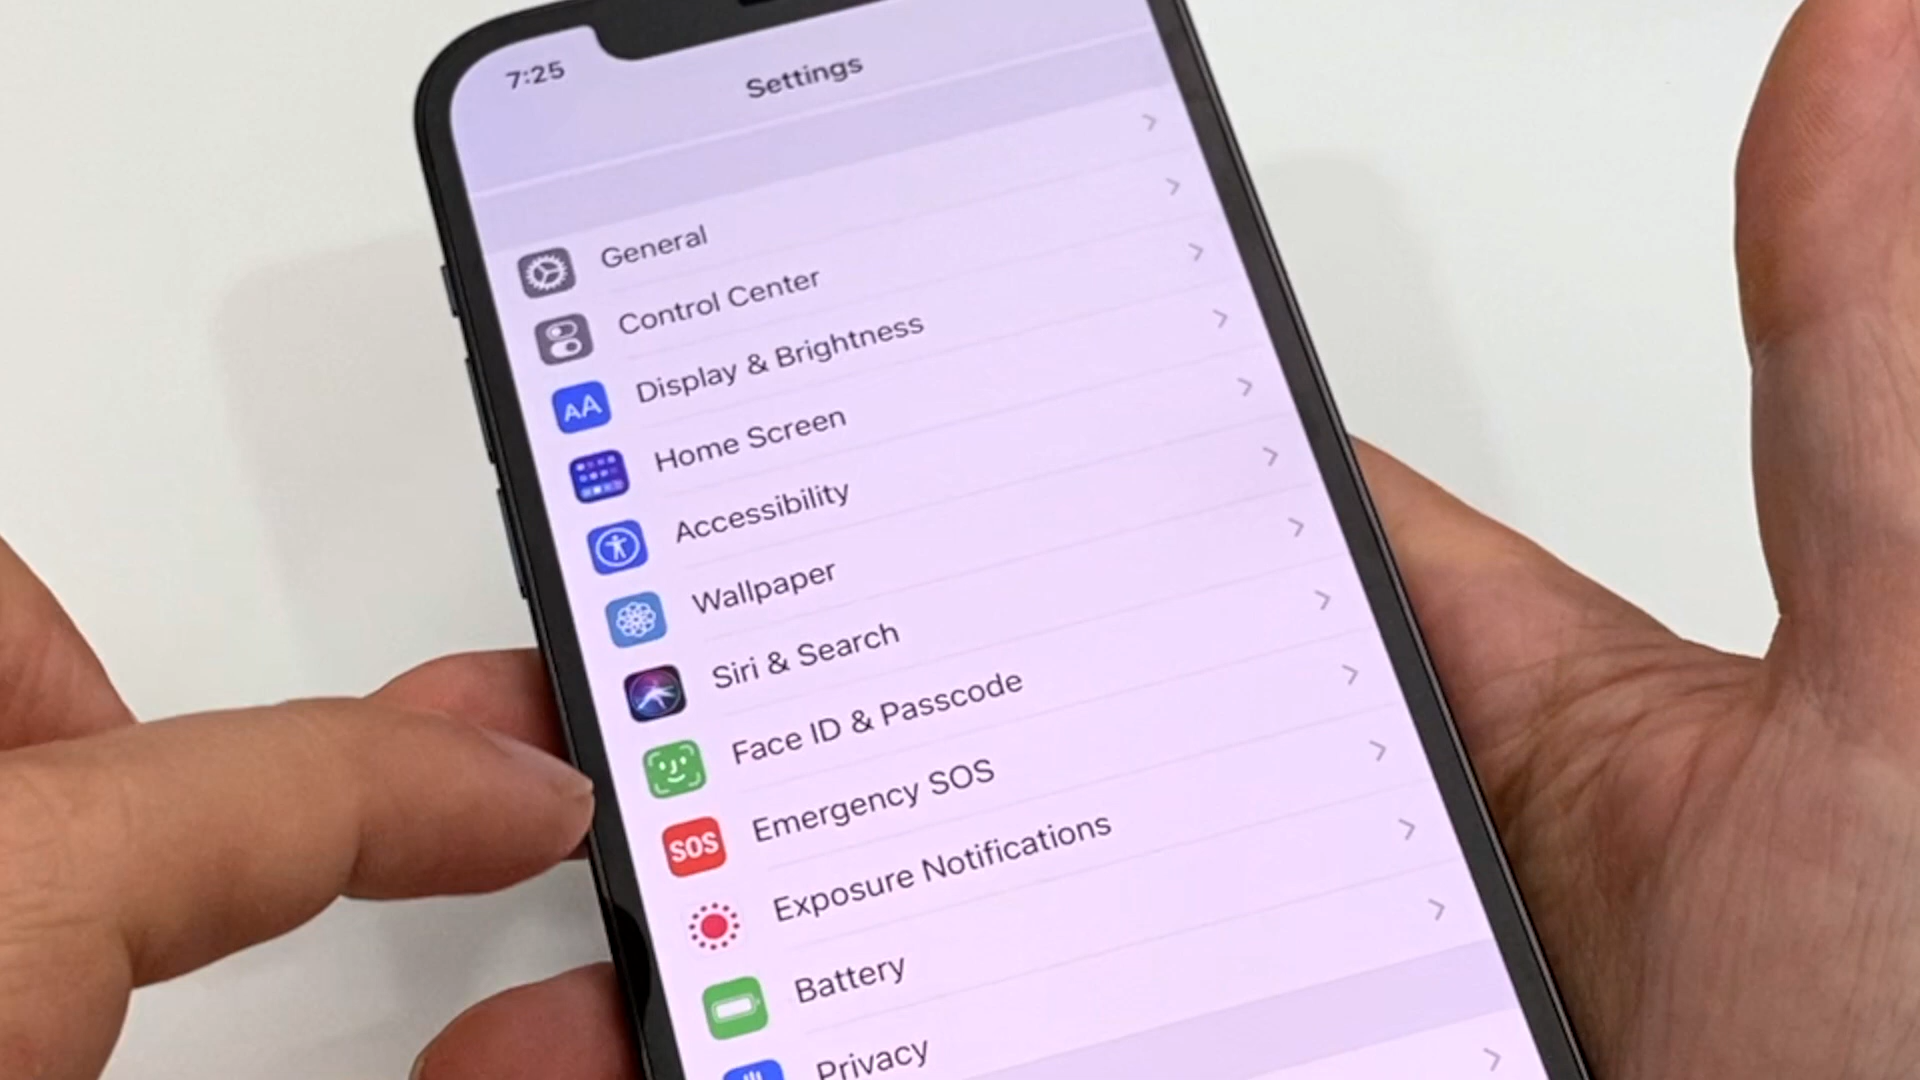 7:25
Settings
General
Control Center
AA
Display & Brightness
Home Screen
Accessibility
Wallpaper
Siri & Search
Face ID & Passcode
SOS
Emergency SOS
Exposure Notifications
Battery
Privacy